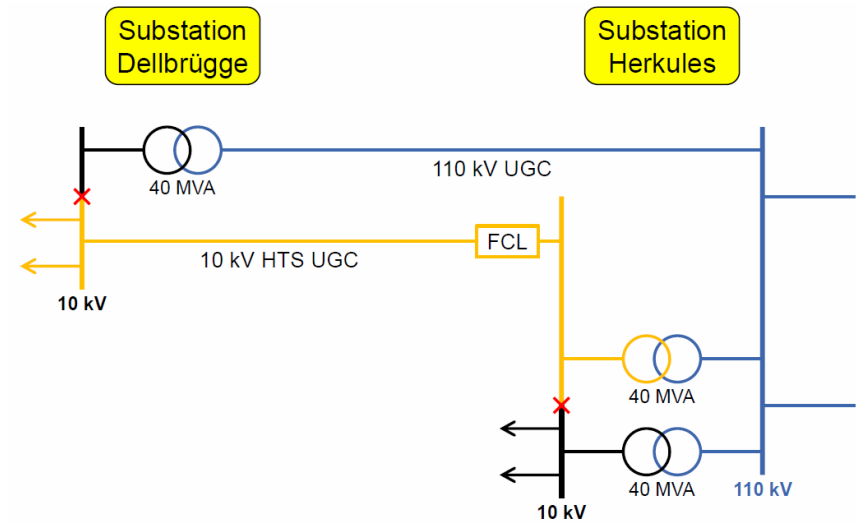 Substation
Dellbrügge
Substation
Herkules
40 MVA
110 kV UGC
FCL
10 kV HTS UGC
10 kV
40 MVA
40 MVA
110 kV
10 kV